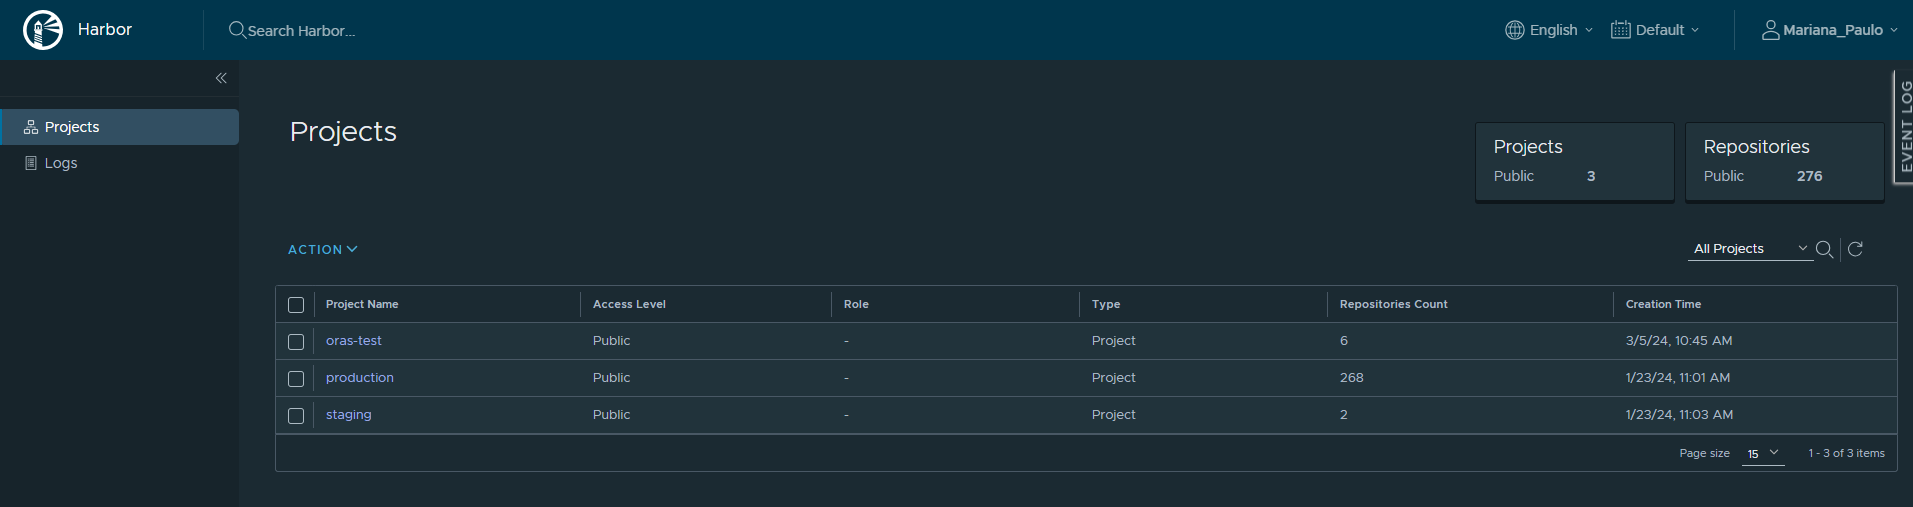 Harbor
Search Harbor...
English
Default
Mariana_Paulo
Projects
Logs
EVENT LOG
Projects
Projects
Public 3
Repositories
Public 276
ACTION
All Projects
Project Name Access Level Role Type Repositories Count Creation Time
oras-test Public - Project 6 3/5/24, 10:45 AM
production Public - Project 268 1/23/24, 11:01 AM
staging Public - Project 2 1/23/24, 11:03 AM
Page size 15 1 - 3 of 3 items